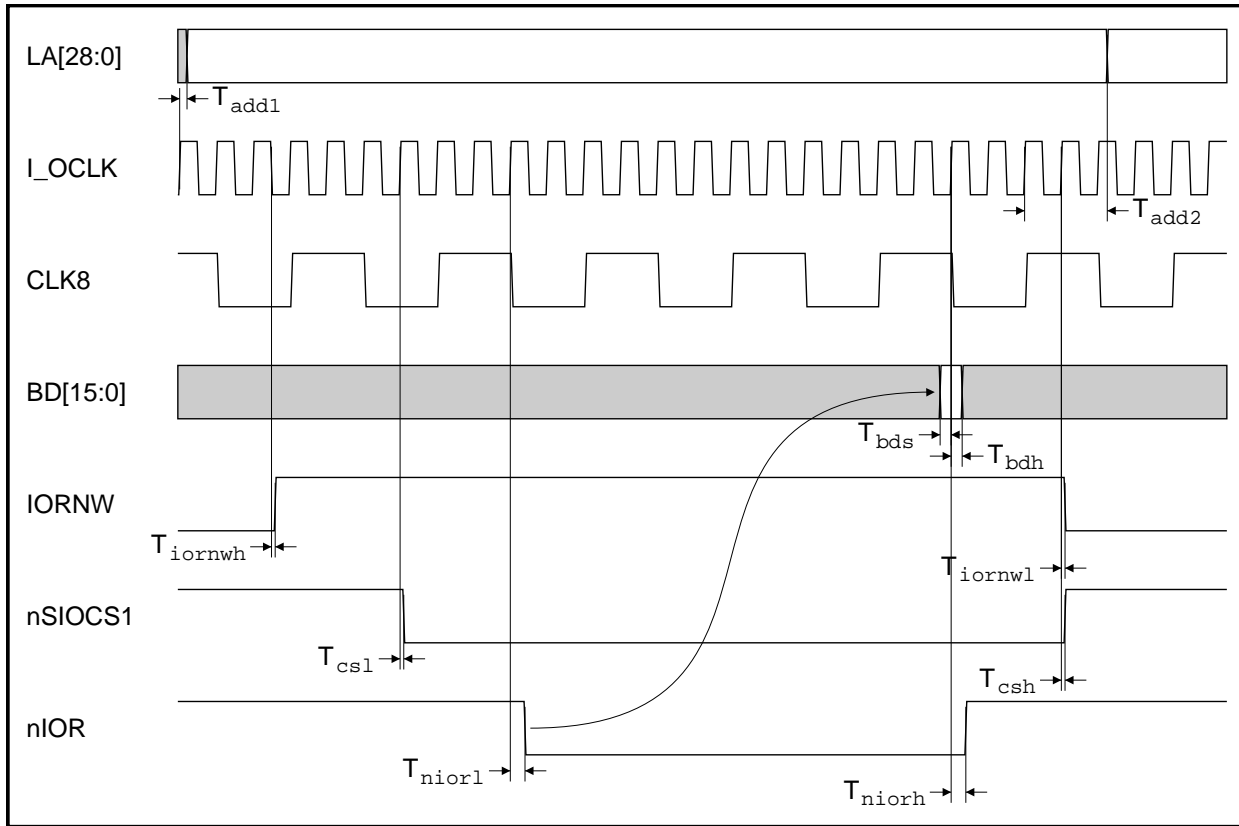 LA[28:0]
Tadd1
I_OCLK
Tadd2
CLK8
BD[15:0]
Tbds
Tbdh
IORNW
Tiornwh
Tiornwl
nSIOCS1
Tcsl
Tcsh
nIOR
Tniorl
Tniorh